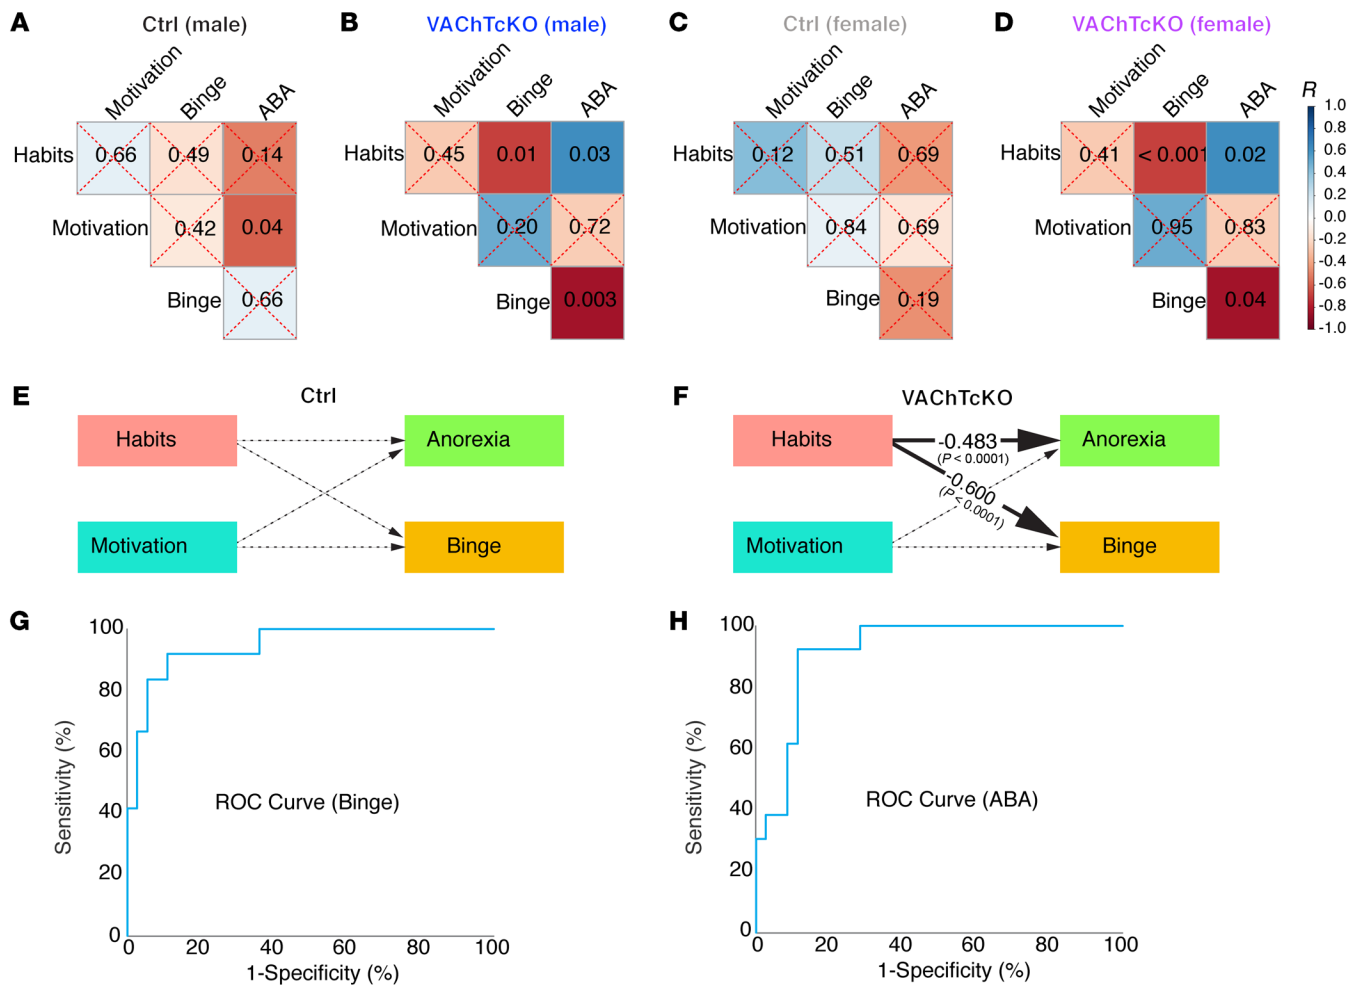 A
Ctrl (male)
Motivation
Binge
ABA
Habits
0.66
0.49
0.14
Motivation
0.42
0.04
Binge
0.66
B
VAChTcKO (male)
Motivation
Binge
ABA
Habits
0.45
0.01
0.03
Motivation
0.20
0.72
Binge
0.003
C
Ctrl (female)
Motivation
Binge
ABA
Habits
0.12
0.51
0.69
Motivation
0.84
0.69
Binge
0.19
D
VAChTcKO (female)
Motivation
Binge
ABA
Habits
0.41
< 0.001
0.02
Motivation
0.95
0.83
Binge
0.04
R
1.0
0.8
0.6
0.4
0.2
0.0
-0.2
-0.4
-0.6
-0.8
-1.0
E
Ctrl
Habits
Anorexia
Motivation
Binge
F
VAChTcKO
Habits
-0.483
(P < 0.0001)
Anorexia
-0.600
(P < 0.0001)
Motivation
Binge
G
100
80
60
40
20
0
Sensitivity (%)
ROC Curve (Binge)
0 20 40 60 80 100
1-Specificity (%)
H
100
80
60
40
20
0
Sensitivity (%)
ROC Curve (ABA)
0 20 40 60 80 100
1-Specificity (%)